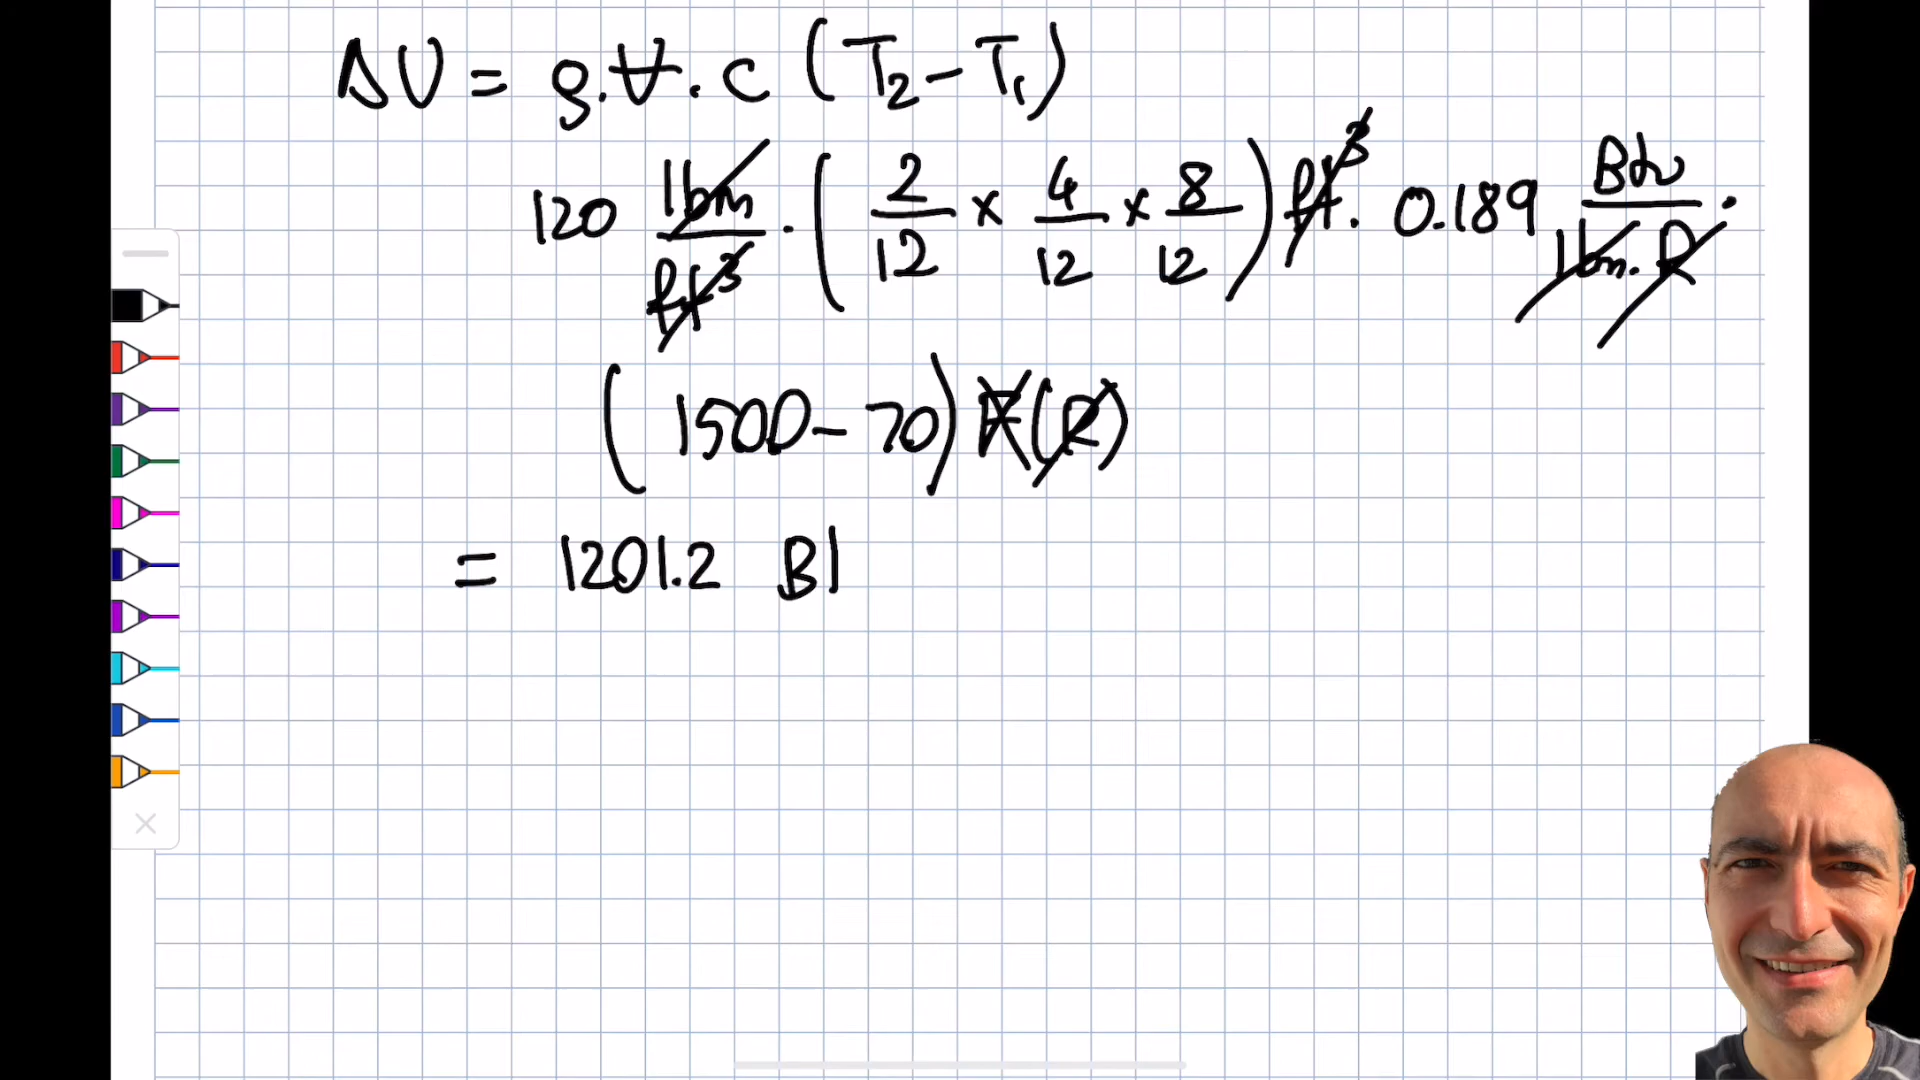 ΔU = ρ.V.c (T₂ - T₁)
120 lbm/ft³ . (2/12 × 4/12 × 8/12) ft³ . 0.189 Btu/lbm.R .
(1500 - 70) F (R)
= 1201.2 Bt